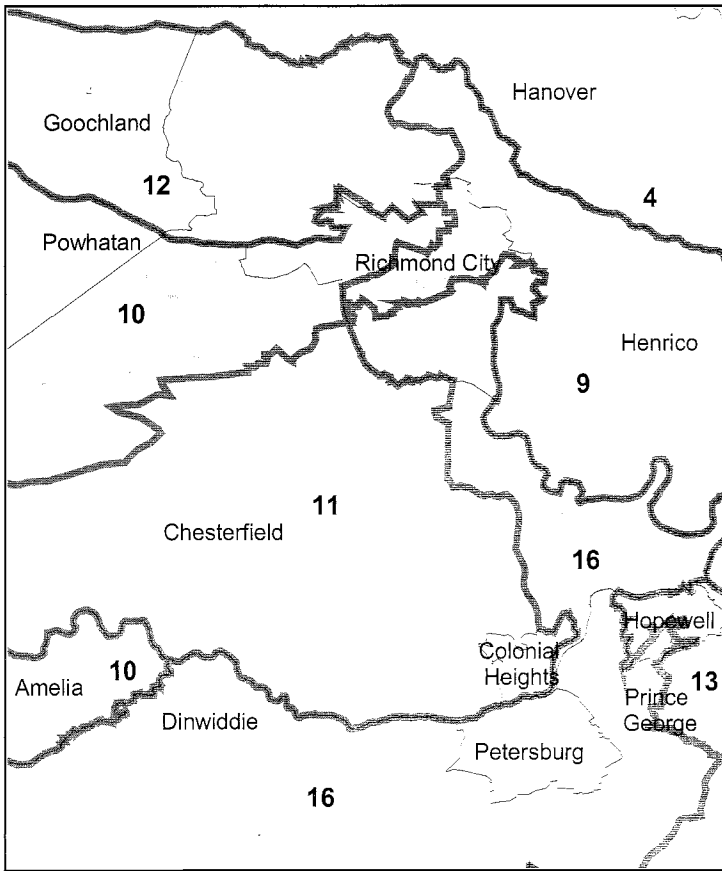 Hanover
Goochland
12
4
Powhatan
Richmond City
10
Henrico
9
11
Chesterfield
16
Hopewell
Colonial
Heights
10
13
Amelia
Prince
George
Dinwiddie
Petersburg
16